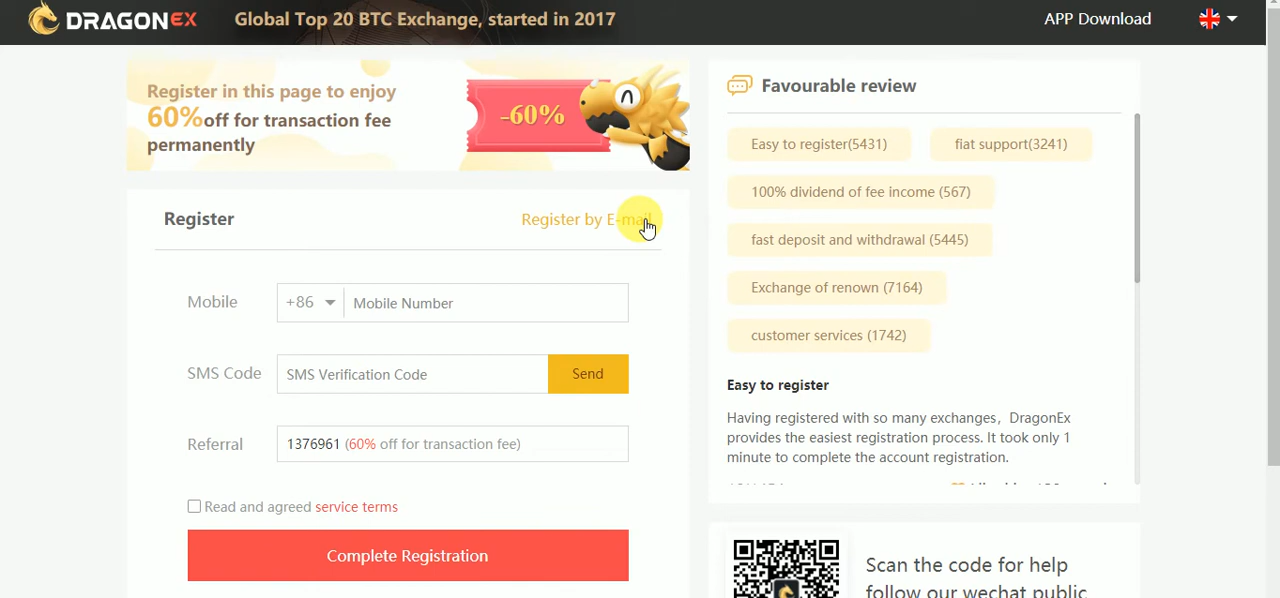 DRAGONEX
Global Top 20 BTC Exchange, started in 2017
APP Download
Register in this page to enjoy
60%off for transaction fee
permanently
-60%
Register
Register by E-mail
Mobile
+86
Mobile Number
SMS Code
SMS Verification Code
Send
Referral
1376961 (60% off for transaction fee)
Read and agreed service terms
Complete Registration
Favourable review
Easy to register(5431)
fiat support(3241)
100% dividend of fee income (567)
fast deposit and withdrawal (5445)
Exchange of renown (7164)
customer services (1742)
Easy to register
Having registered with so many exchanges，DragonEx
provides the easiest registration process. It took only 1
minute to complete the account registration.
Scan the code for help
follow our wechat public